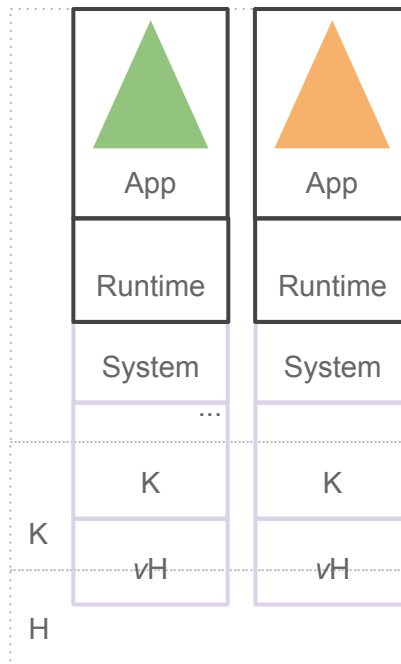 App App
Runtime Runtime
System System
...
K K
K
vH vH
H